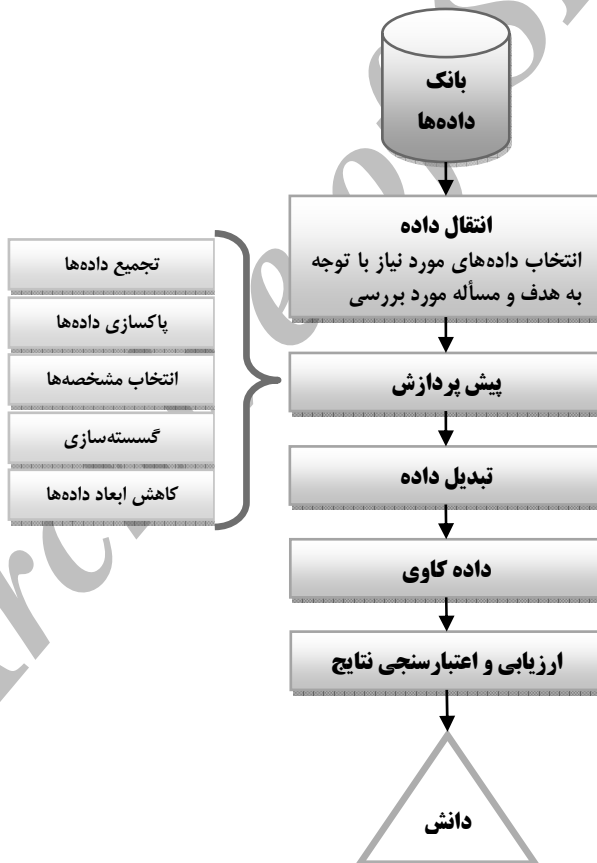 بانک
داده‌ها
انتقال داده
انتخاب داده‌های مورد نیاز با توجه
به هدف و مسأله مورد بررسی
تجمیع داده‌ها
پاکسازی داده‌ها
انتخاب مشخصه‌ها
گسسته‌سازی
کاهش ابعاد داده‌ها
پیش پردازش
تبدیل داده
داده کاوی
ارزیابی و اعتبارسنجی نتایج
دانش